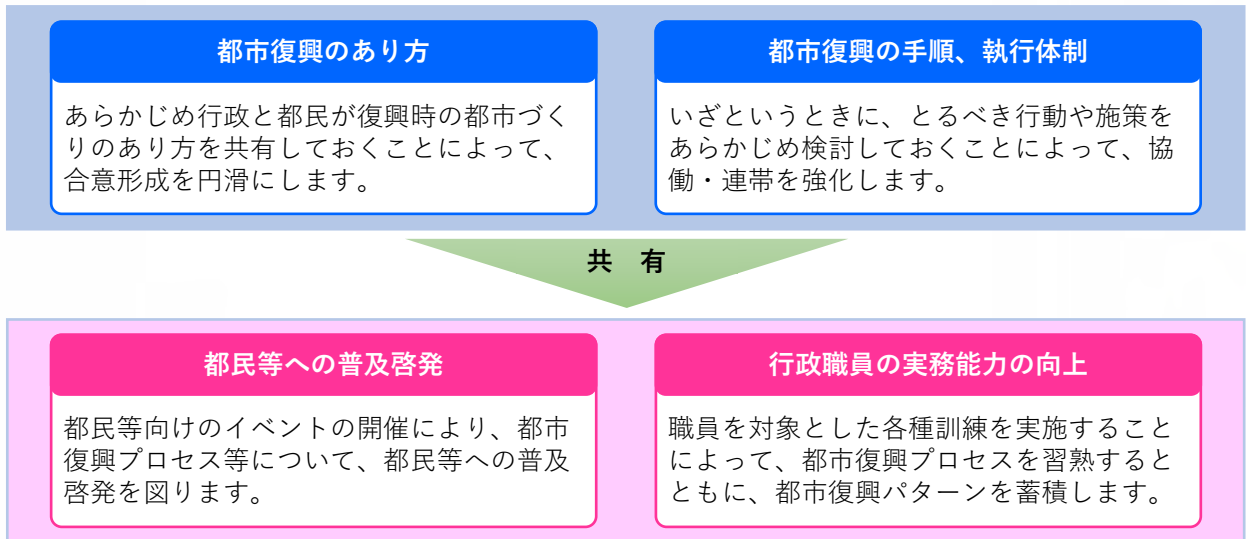 都市復興のあり方
あらかじめ行政と都民が復興時の都市づく
りのあり方を共有しておくことによって、
合意形成を円滑にします。
都市復興の手順、執行体制
いざというときに、とるべき行動や施策を
あらかじめ検討しておくことによって、協
働・連帯を強化します。
共　有
都民等への普及啓発
都民等向けのイベントの開催により、都市
復興プロセス等について、都民等への普及
啓発を図ります。
行政職員の実務能力の向上
職員を対象とした各種訓練を実施すること
によって、都市復興プロセスを習熟すると
ともに、都市復興パターンを蓄積します。